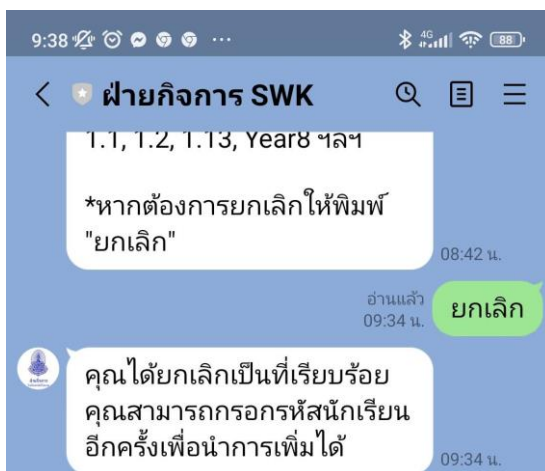 9:38
4G
88
ฝ่ายกิจการ SWK
1.1, 1.2, 1.13, Year8 ฯลฯ
*หากต้องการยกเลิกให้พิมพ์
"ยกเลิก"
08:42 น.
อ่านแล้ว
09:34 น.
ยกเลิก
คุณได้ยกเลิกเป็นที่เรียบร้อย
คุณสามารถกรอกรหัสนักเรียน
อีกครั้งเพื่อนำการเพิ่มได้
09:34 น.